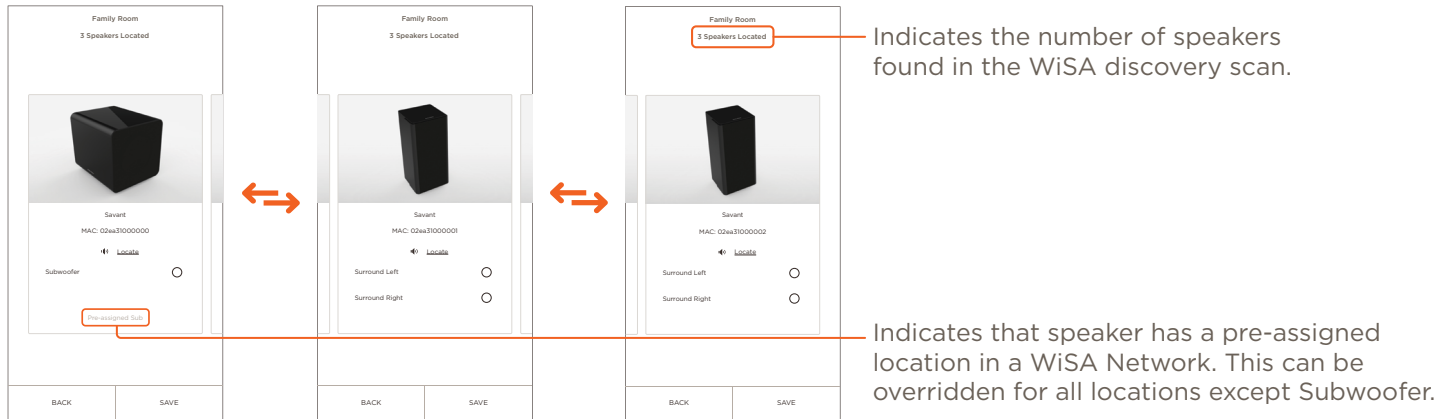 Family Room
3 Speakers Located
Savant
MAC: 02ea31000000
Locate
Subwoofer
Pre-assigned Sub
BACK SAVE
Family Room
3 Speakers Located
Savant
MAC: 02ea31000001
Locate
Surround Left
Surround Right
BACK SAVE
Family Room
3 Speakers Located
Savant
MAC: 02ea31000002
Locate
Surround Left
Surround Right
BACK SAVE
Indicates the number of speakers
found in the WiSA discovery scan.
Indicates that speaker has a pre-assigned
location in a WiSA Network. This can be
overridden for all locations except Subwoofer.